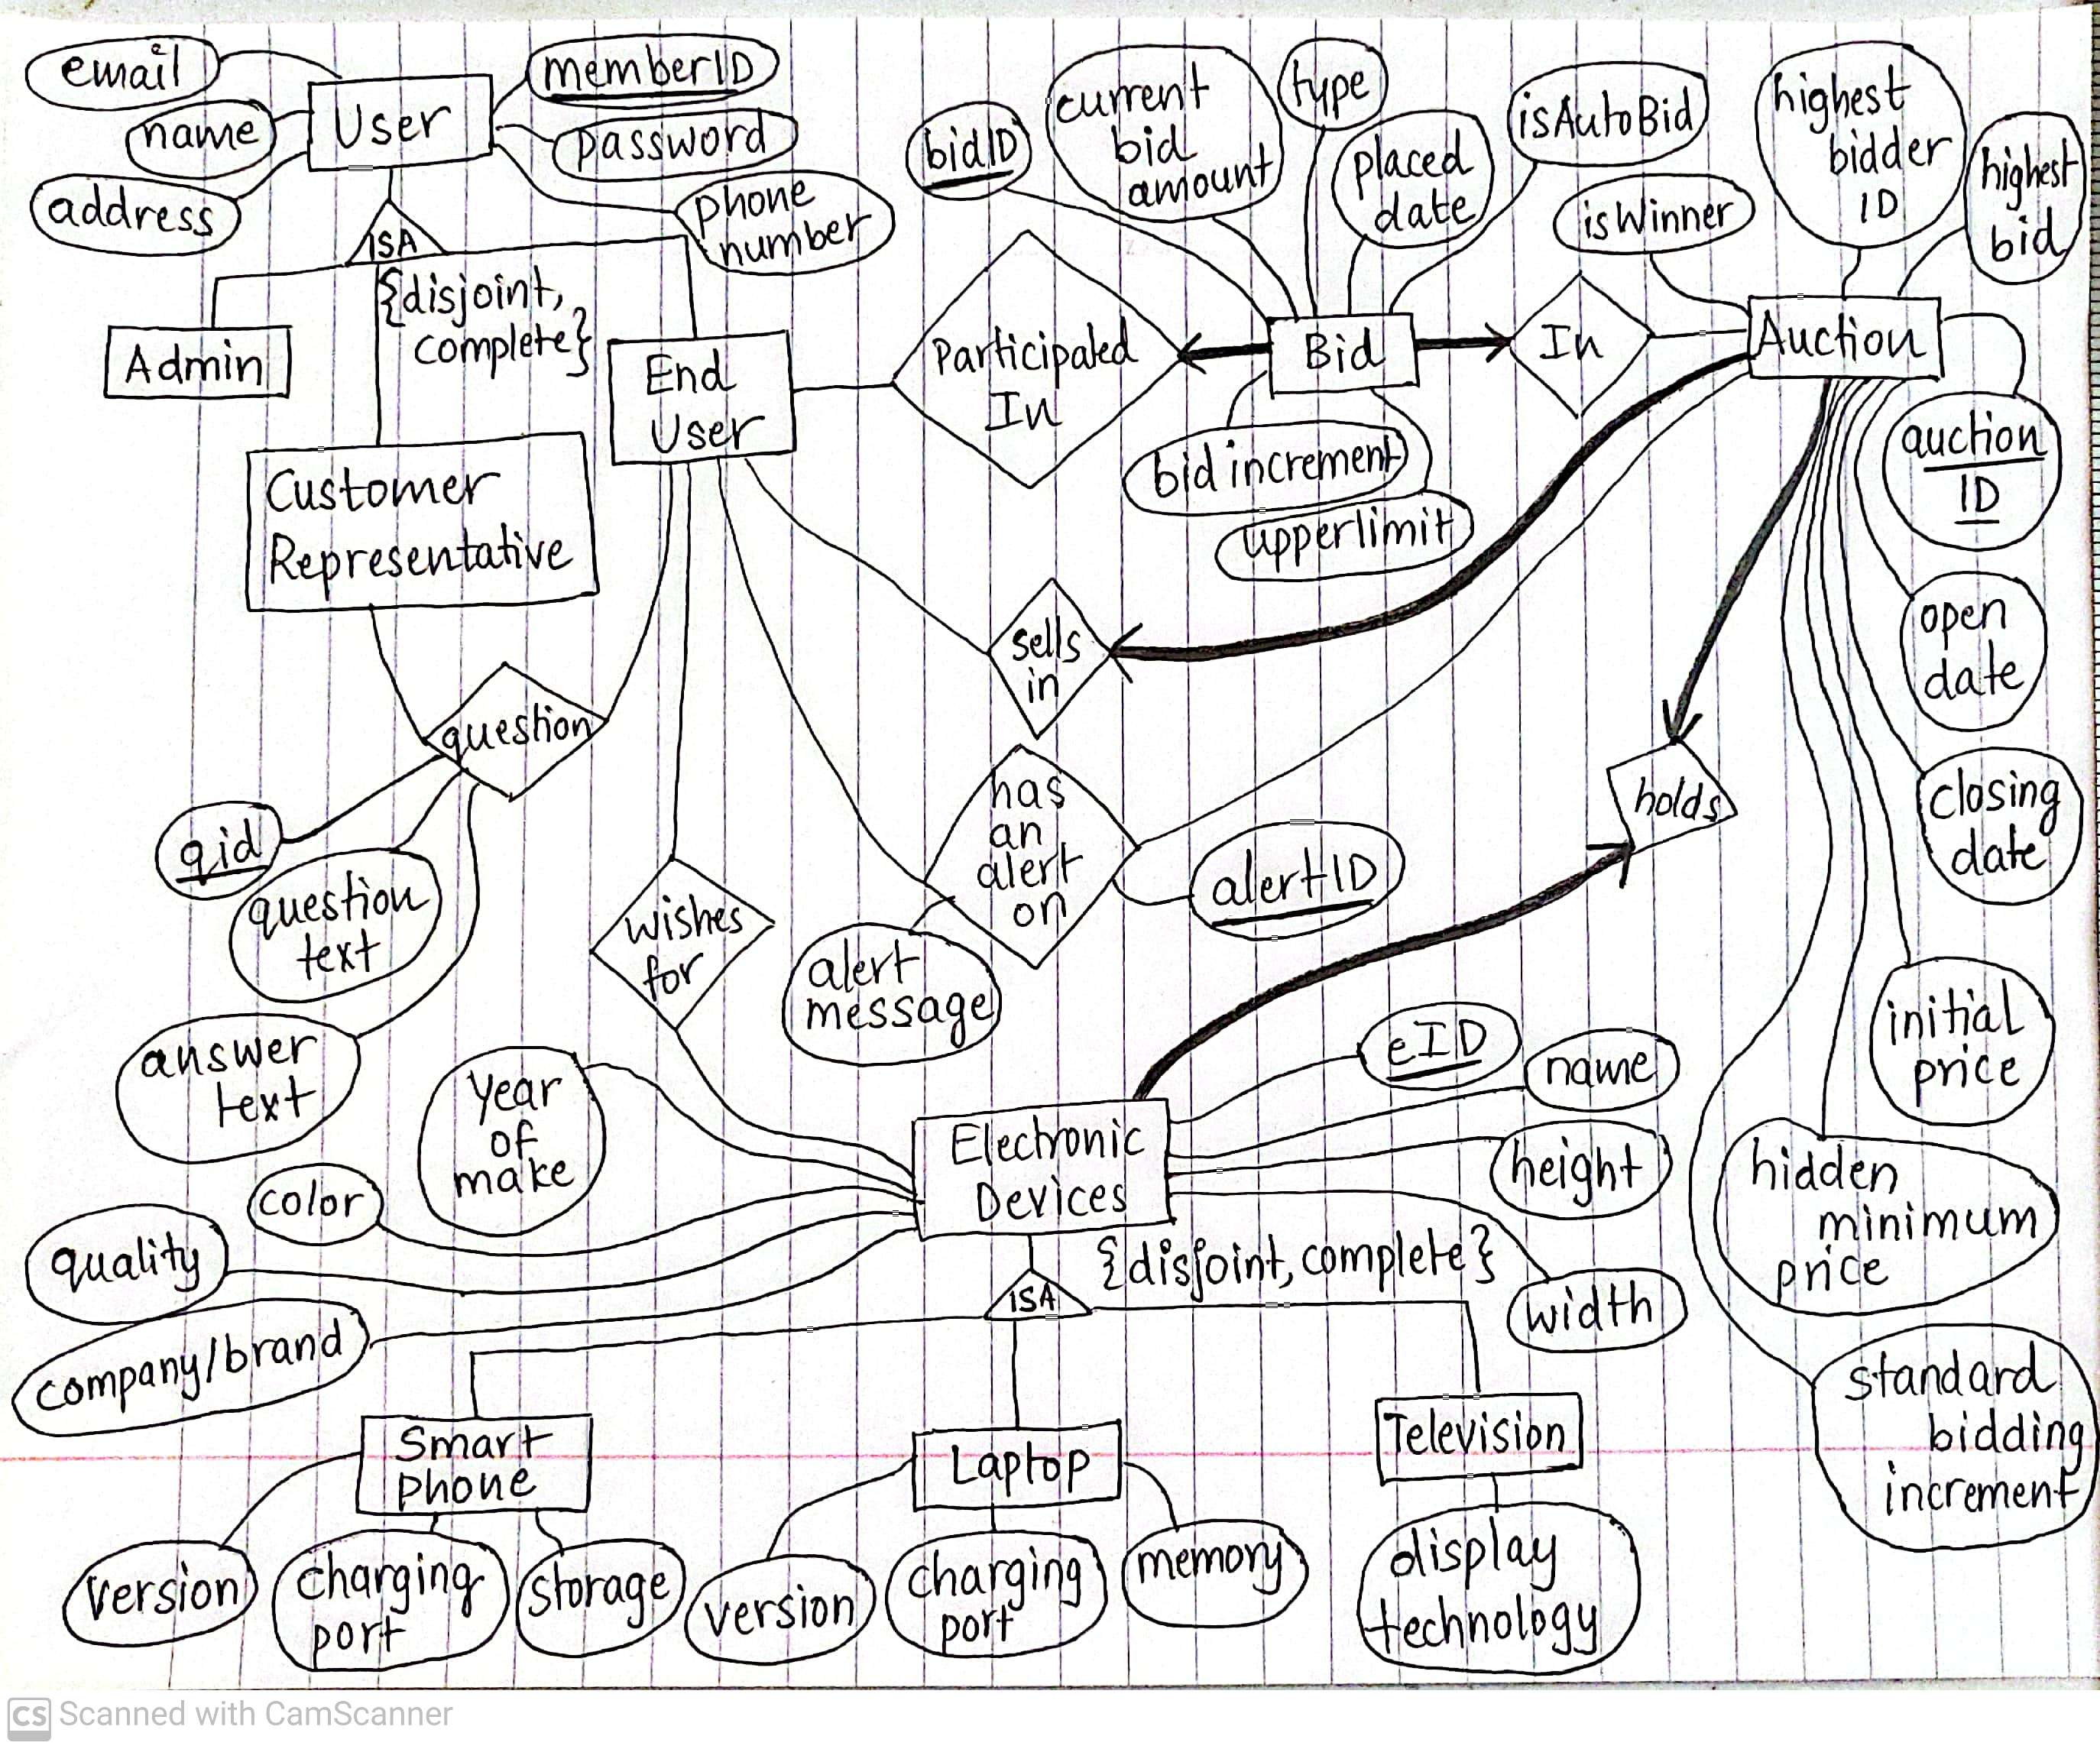 email
name
address
User
memberID
password
phone
number
ISA
{disjoint,
complete}
Admin
Customer
Representative
End
User
bidID
current
bid
amount
type
placed
date
isAutoBid
isWinner
highest
bidder
ID
highest
bid
Participated
In
Bid
In
Auction
bid increment
upperlimit
auction
ID
open
date
closing
date
initial
price
hidden
minimum
price
standard
bidding
increment
sells
in
holds
has
an
alert
on
alertID
alert
message
question
qid
question
text
answer
text
wishes
for
Year
of
make
color
quality
company/brand
Electronic
Devices
eID
name
height
width
{disjoint, complete}
ISA
Smart
phone
version
charging
port
storage
Laptop
version
charging
port
memory
Television
display
technology
CS Scanned with CamScanner